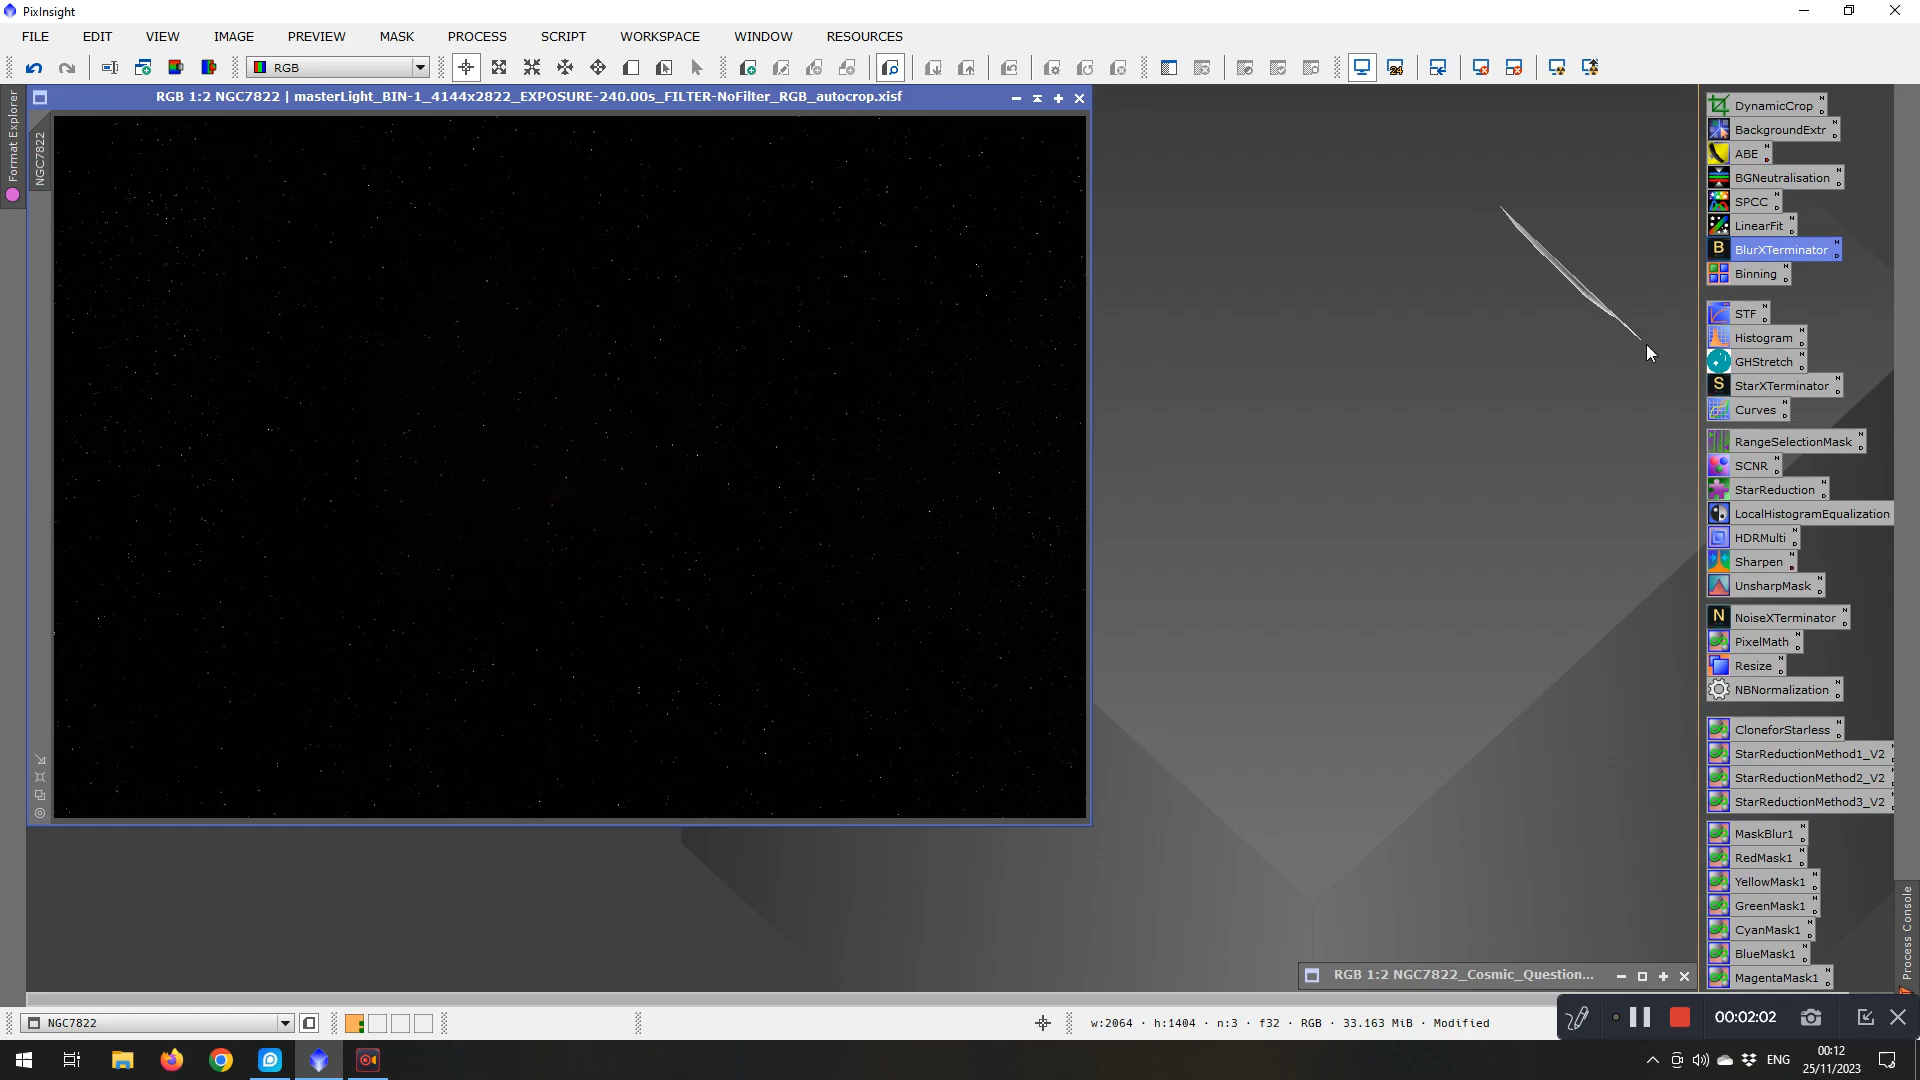 PixInsight
FILE EDIT VIEW IMAGE PREVIEW MASK PROCESS SCRIPT WORKSPACE WINDOW RESOURCES
RGB
24
Format Explorer
RGB 1:2 NGC7822 | masterLight_BIN-1_4144x2822_EXPOSURE-240.00s_FILTER-NoFilter_RGB_autocrop.xisf
NGC7822
DynamicCrop
BackgroundExtr
ABE
BGNeutralisation
SPCC
LinearFit
B BlurXTerminator
Binning
STF
Histogram
GHStretch
S StarXTerminator
Curves
RangeSelectionMask
SCNR
StarReduction
LocalHistogramEqualization
HDRMulti
Sharpen
UnsharpMask
N NoiseXTerminator
PixelMath
Resize
NBNormalization
CloneforStarless
StarReductionMethod1_V2
StarReductionMethod2_V2
StarReductionMethod3_V2
MaskBlur1
RedMask1
YellowMask1
GreenMask1
CyanMask1
BlueMask1
MagentaMask1
Process Console
RGB 1:2 NGC7822_Cosmic_Question...
NGC7822
w:2064 · h:1404 · n:3 · f32 · RGB · 33.163 MiB · Modified
00:02:02
ENG
00:12
25/11/2023